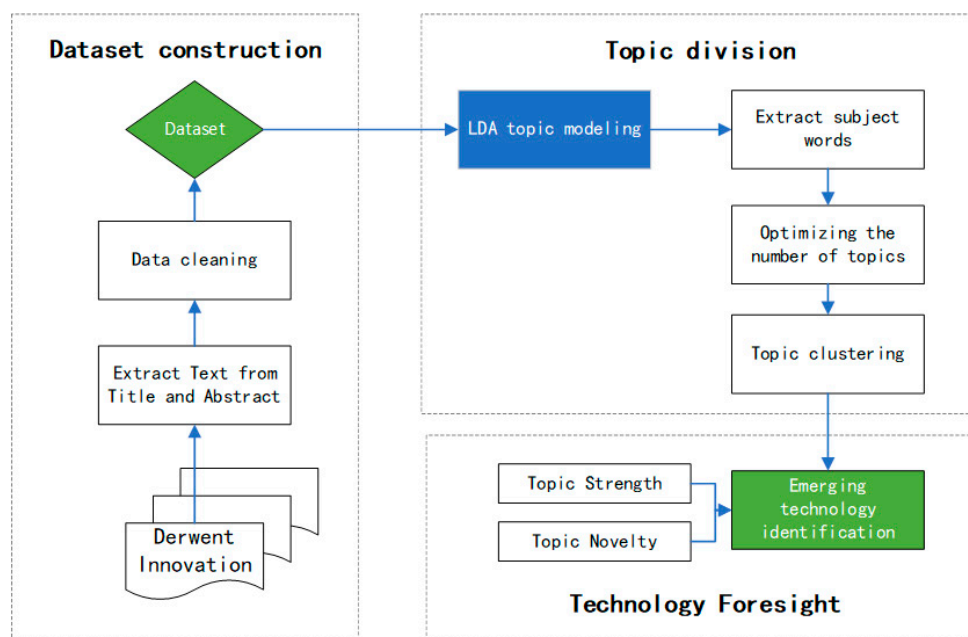 Dataset construction
Dataset
Data cleaning
Extract Text from
Title and Abstract
Derwent
Innovation
Topic division
LDA topic modeling
Extract subject
words
Optimizing the
number of topics
Topic clustering
Topic Strength
Topic Novelty
Emerging
technology
identification
Technology Foresight